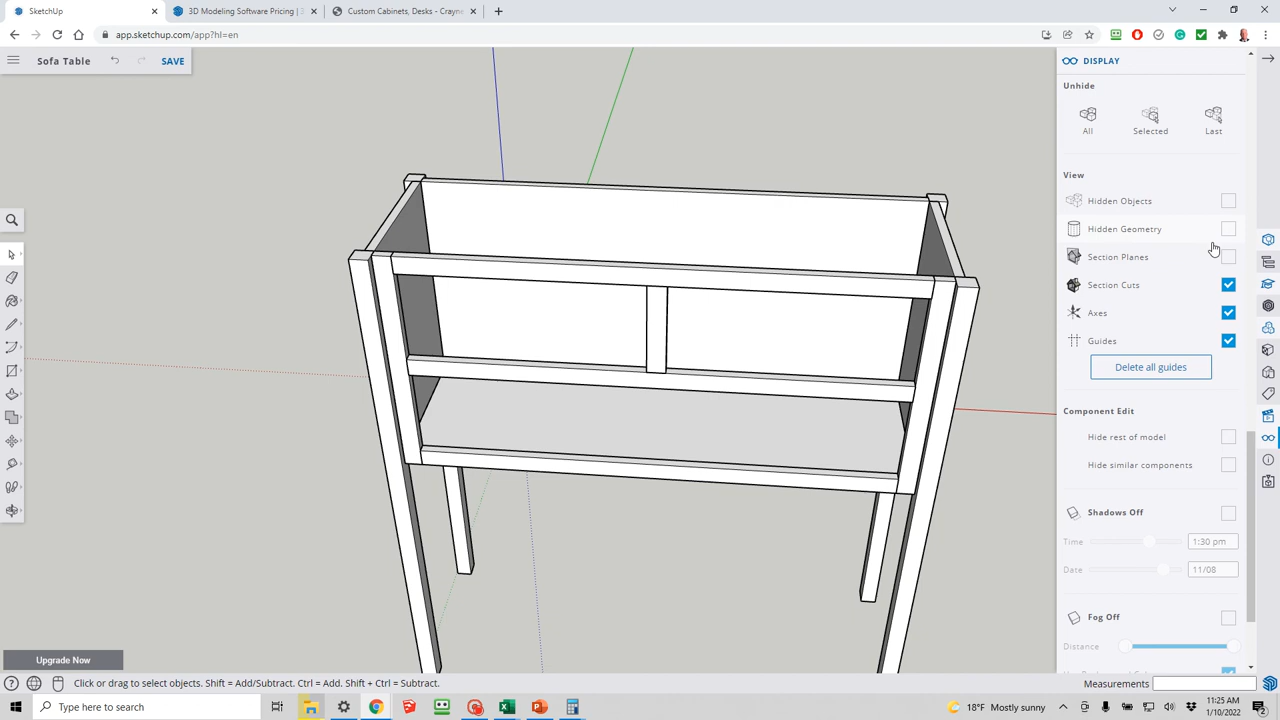 SketchUp
3D Modeling Software Pricing | 3
Custom Cabinets, Desks - Crayne
app.sketchup.com/app?hl=en
Sofa Table
SAVE
DISPLAY
Unhide
All
Selected
Last
View
Hidden Objects
Hidden Geometry
Section Planes
Section Cuts
Axes
Guides
Delete all guides
Component Edit
Hide rest of model
Hide similar components
Shadows Off
Time
1:30 pm
Date
11/08
Fog Off
Distance
Upgrade Now
Click or drag to select objects. Shift = Add/Subtract. Ctrl = Add. Shift + Ctrl = Subtract.
Measurements
Type here to search
18°F Mostly sunny
11:25 AM
1/10/2022
2